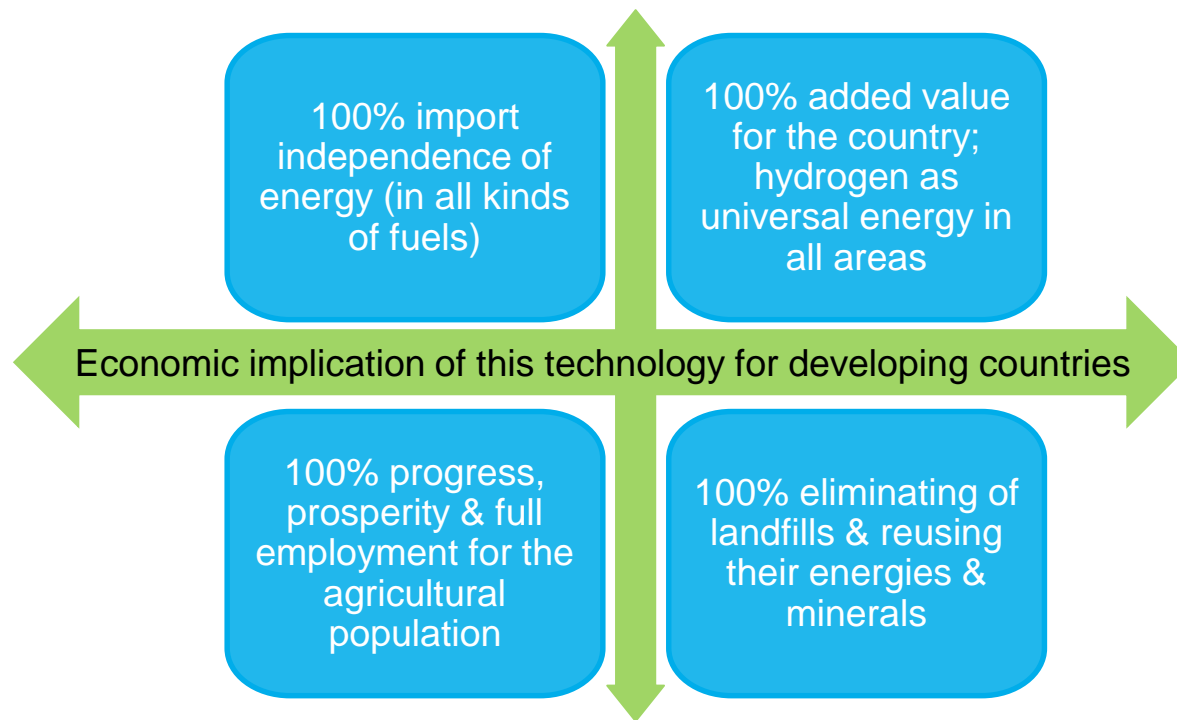 100% import
independence of
energy (in all kinds
of fuels)
100% added value
for the country;
hydrogen as
universal energy in
all areas
Economic implication of this technology for developing countries
100% progress,
prosperity & full
employment for the
agricultural
population
100% eliminating of
landfills & reusing
their energies &
minerals